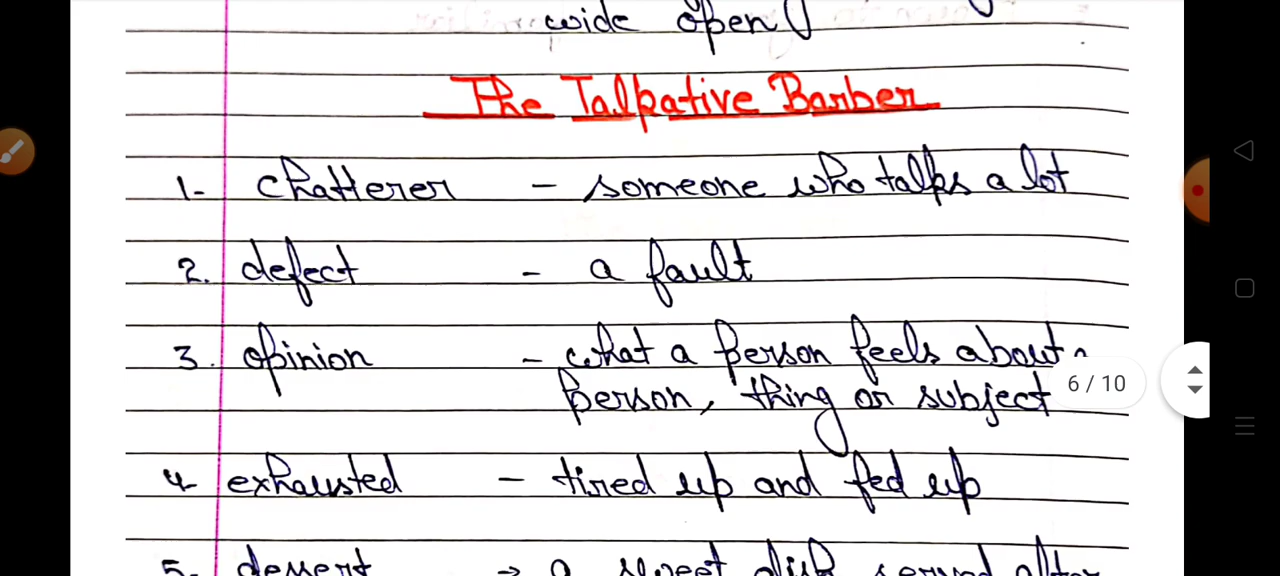 wide open
The Talpative Barber
1- chatterer - someone who talks a lot
2. defect - a fault
3. opinion - what a person feels about a
person, thing or subject
6 / 10
4 exhausted - tired up and fed up
5. dessert → a sweet dish served after